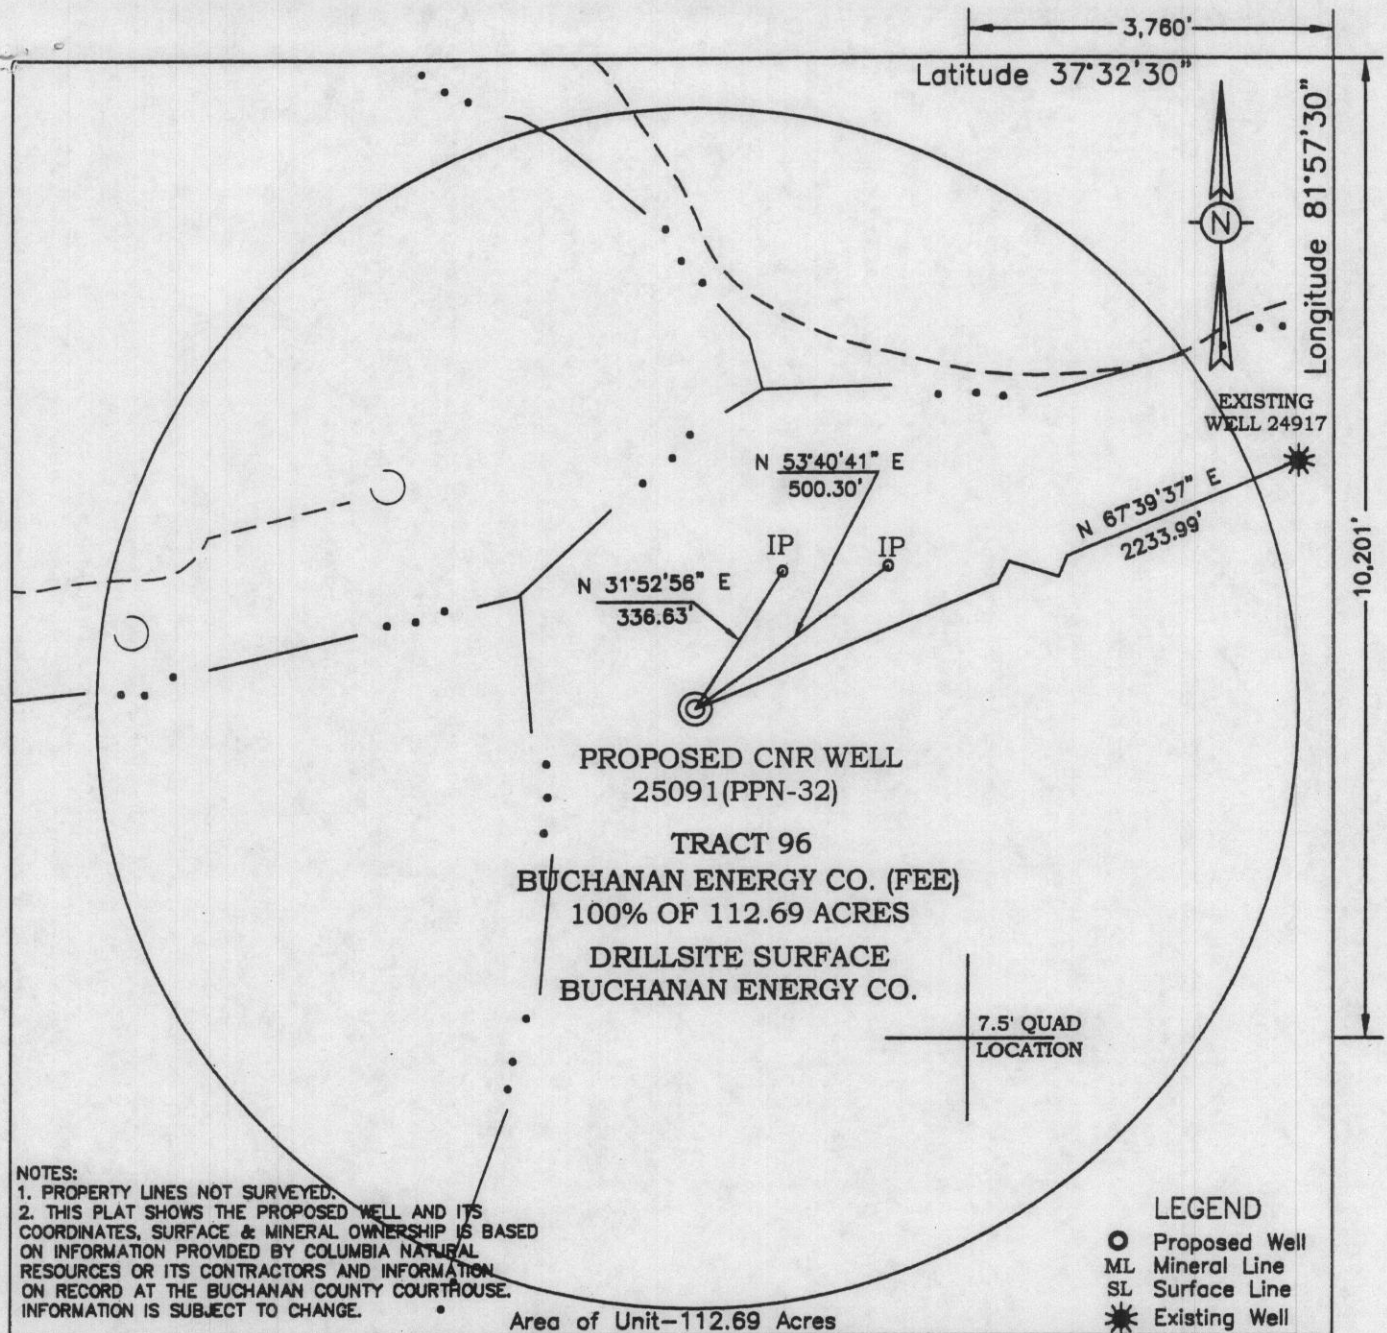 3,760'
Latitude 37°32'30"
Longitude 81°57'30"
N
EXISTING
WELL 24917
N 53°40'41" E
500.30'
N 67°39'37" E
2233.99'
10,201'
IP
IP
N 31°52'56" E
336.63'
PROPOSED CNR WELL
25091(PPN-32)
TRACT 96
BUCHANAN ENERGY CO. (FEE)
100% OF 112.69 ACRES
DRILLSITE SURFACE
BUCHANAN ENERGY CO.
7.5' QUAD
LOCATION
NOTES:
1. PROPERTY LINES NOT SURVEYED.
2. THIS PLAT SHOWS THE PROPOSED WELL AND ITS
COORDINATES, SURFACE & MINERAL OWNERSHIP IS BASED
ON INFORMATION PROVIDED BY COLUMBIA NATURAL
RESOURCES OR ITS CONTRACTORS AND INFORMATION
ON RECORD AT THE BUCHANAN COUNTY COURTHOUSE.
INFORMATION IS SUBJECT TO CHANGE.
Area of Unit-112.69 Acres
LEGEND
Proposed Well
ML Mineral Line
SL Surface Line
Existing Well